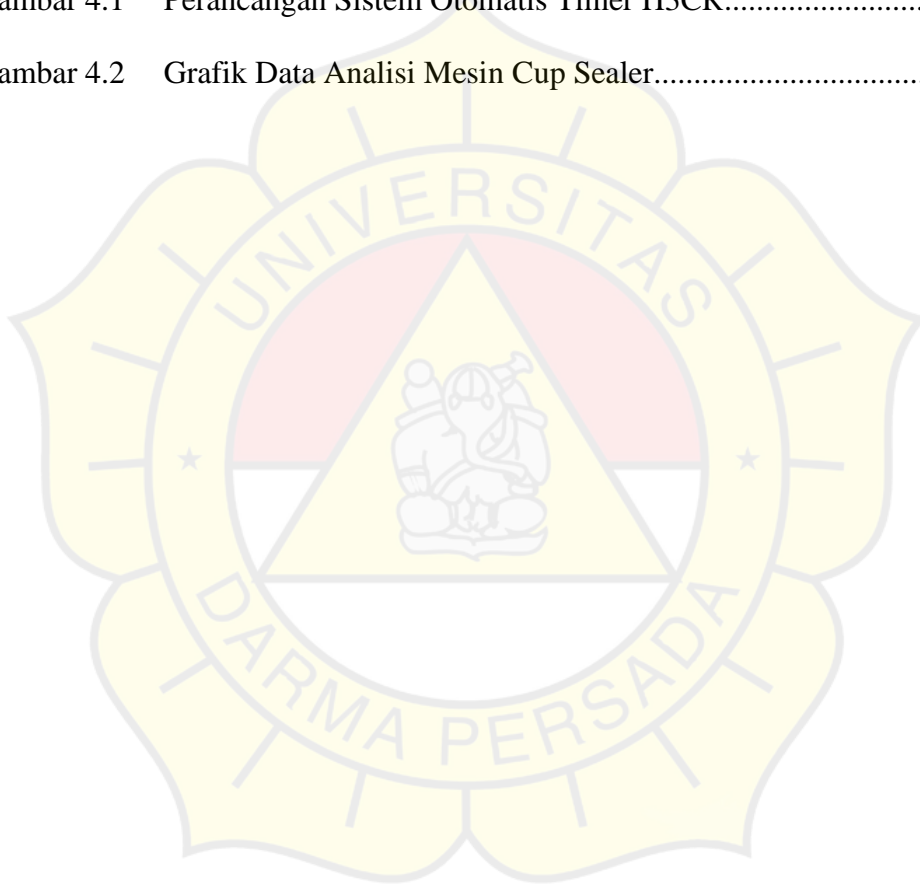 ambar 4.1 Perancangan Sistem Otomatis Timer H3CR........................
ambar 4.2 Grafik Data Analisi Mesin Cup Sealer.................................
UNIVERSITAS
DARMA PERSADA